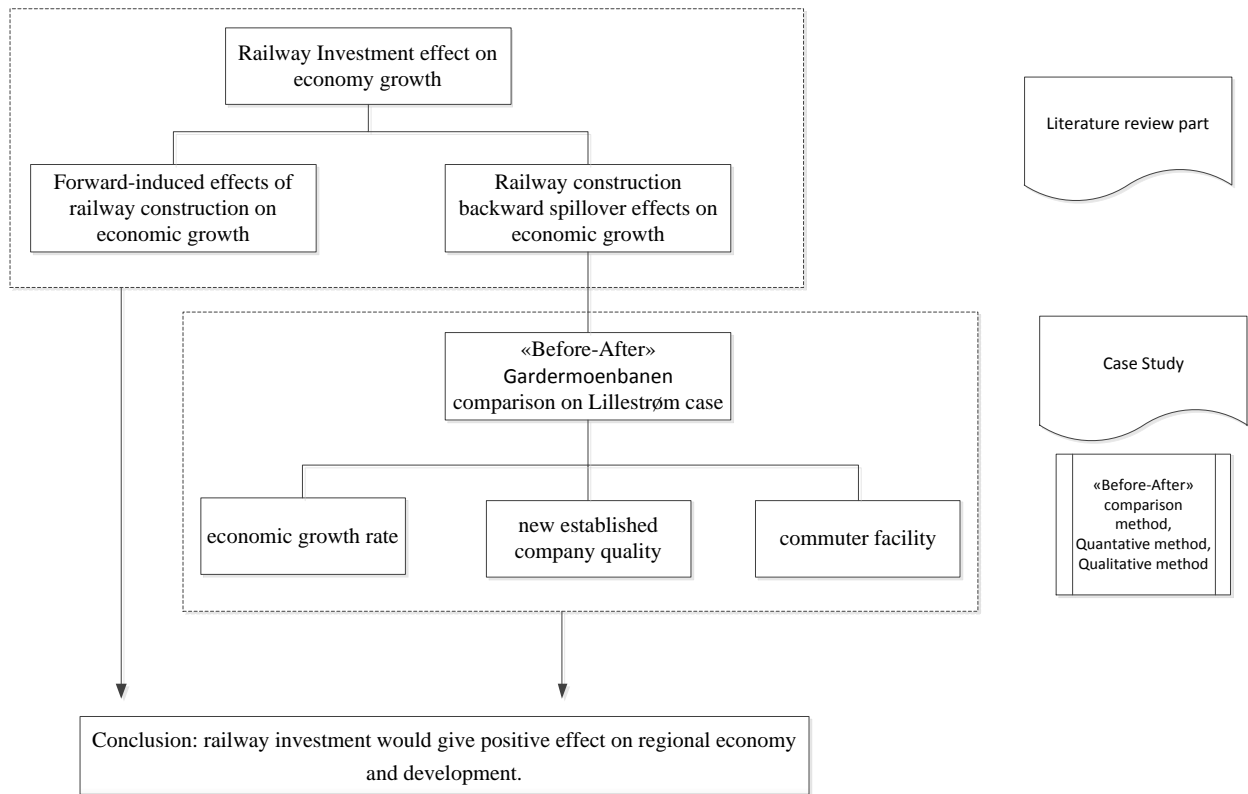 Railway Investment effect on
economy growth
Literature review part
Forward-induced effects of
railway construction on
economic growth
Railway construction
backward spillover effects on
economic growth
«Before-After»
Gardermoenbanen
comparison on Lillestrøm case
Case Study
economic growth rate
new established
company quality
commuter facility
«Before-After»
comparison
method,
Quantative method,
Qualitative method
Conclusion: railway investment would give positive effect on regional economy
and development.